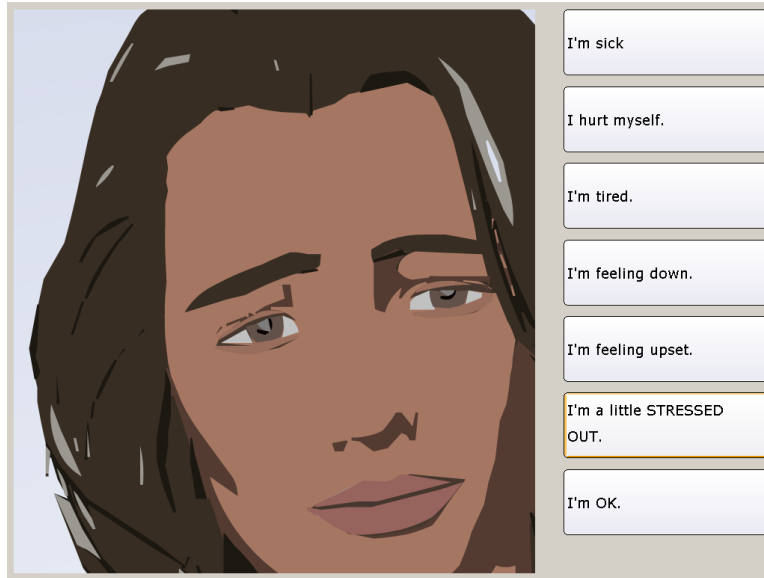 I'm sick
I hurt myself.
I'm tired.
I'm feeling down.
I'm feeling upset.
I'm a little STRESSED
OUT.
I'm OK.